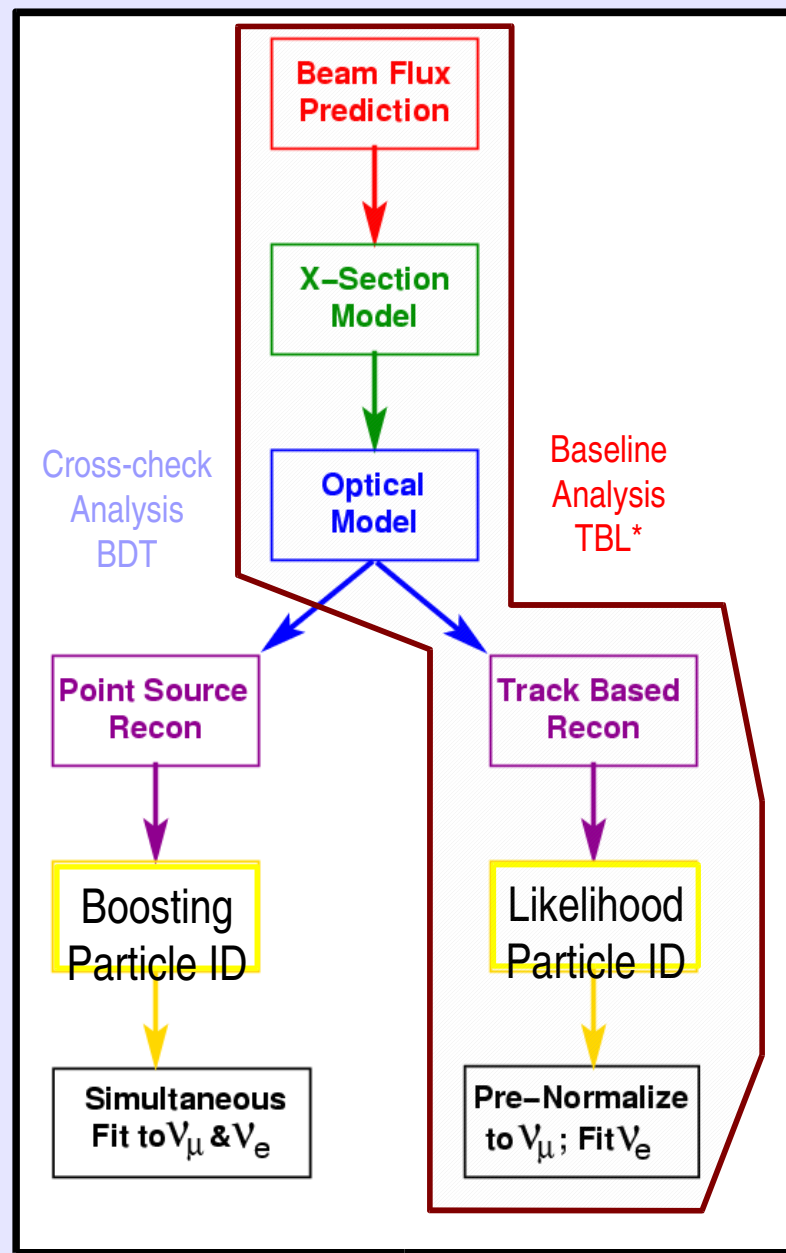 Beam Flux
Prediction
X−Section
Model
Cross-check
Analysis
BDT
Optical
Model
Baseline
Analysis
TBL*
Point Source
Recon
Track Based
Recon
Boosting
Particle ID
Likelihood
Particle ID
Simultaneous
Fit to νμ & νe
Pre−Normalize
to νμ ; Fit νe